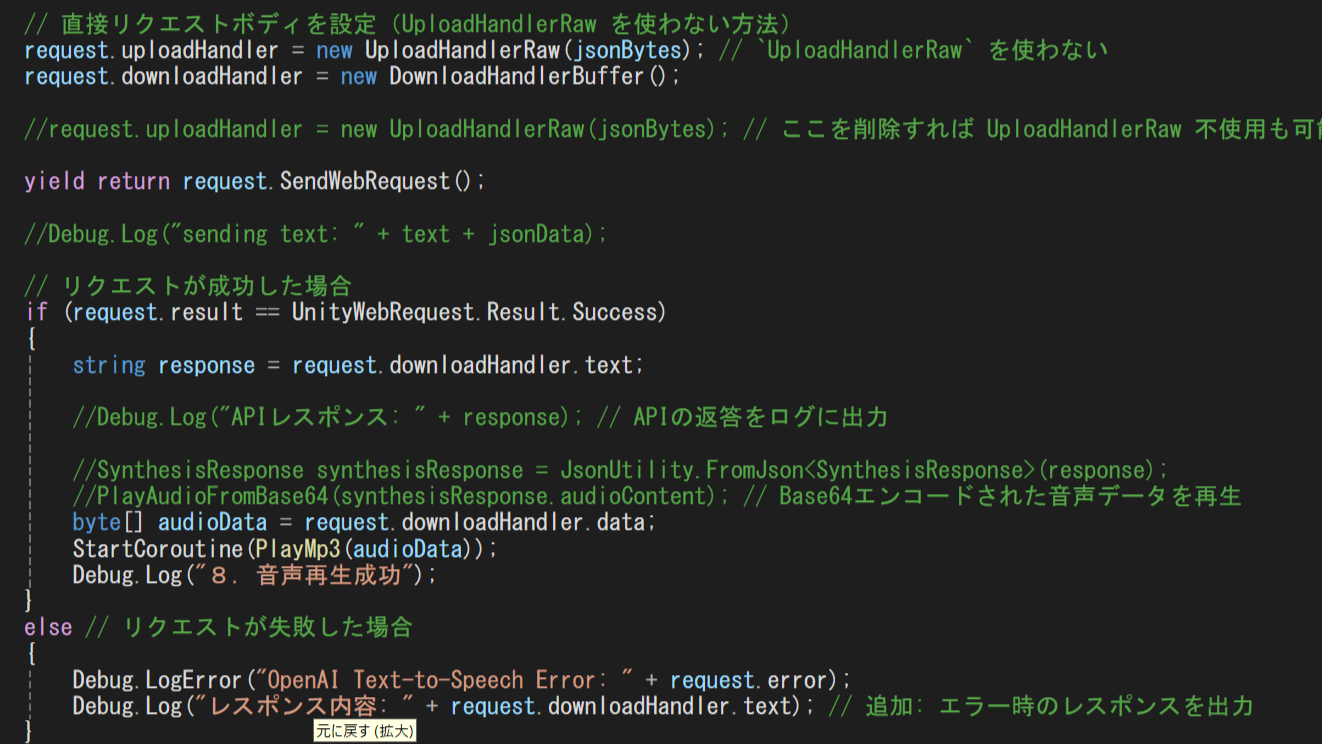 // 直接リクエストボディを設定（UploadHandlerRaw を使わない方法）
request.uploadHandler = new UploadHandlerRaw(jsonBytes); // `UploadHandlerRaw` を使わない
request.downloadHandler = new DownloadHandlerBuffer();
//request.uploadHandler = new UploadHandlerRaw(jsonBytes); // ここを削除すれば UploadHandlerRaw 不使用も可
yield return request.SendWebRequest();
//Debug.Log("sending text: " + text + jsonData);
// リクエストが成功した場合
if (request.result == UnityWebRequest.Result.Success)
{
string response = request.downloadHandler.text;
//Debug.Log("APIレスポンス: " + response); // APIの返答をログに出力
//SynthesisResponse synthesisResponse = JsonUtility.FromJson<SynthesisResponse>(response);
//PlayAudioFromBase64(synthesisResponse.audioContent); // Base64エンコードされた音声データを再生
byte[] audioData = request.downloadHandler.data;
StartCoroutine(PlayMp3(audioData));
Debug.Log("８．音声再生成功");
}
else // リクエストが失敗した場合
{
Debug.LogError("OpenAI Text-to-Speech Error: " + request.error);
Debug.Log("レスポンス内容: " + request.downloadHandler.text); // 追加: エラー時のレスポンスを出力
元に戻す(拡大)
}